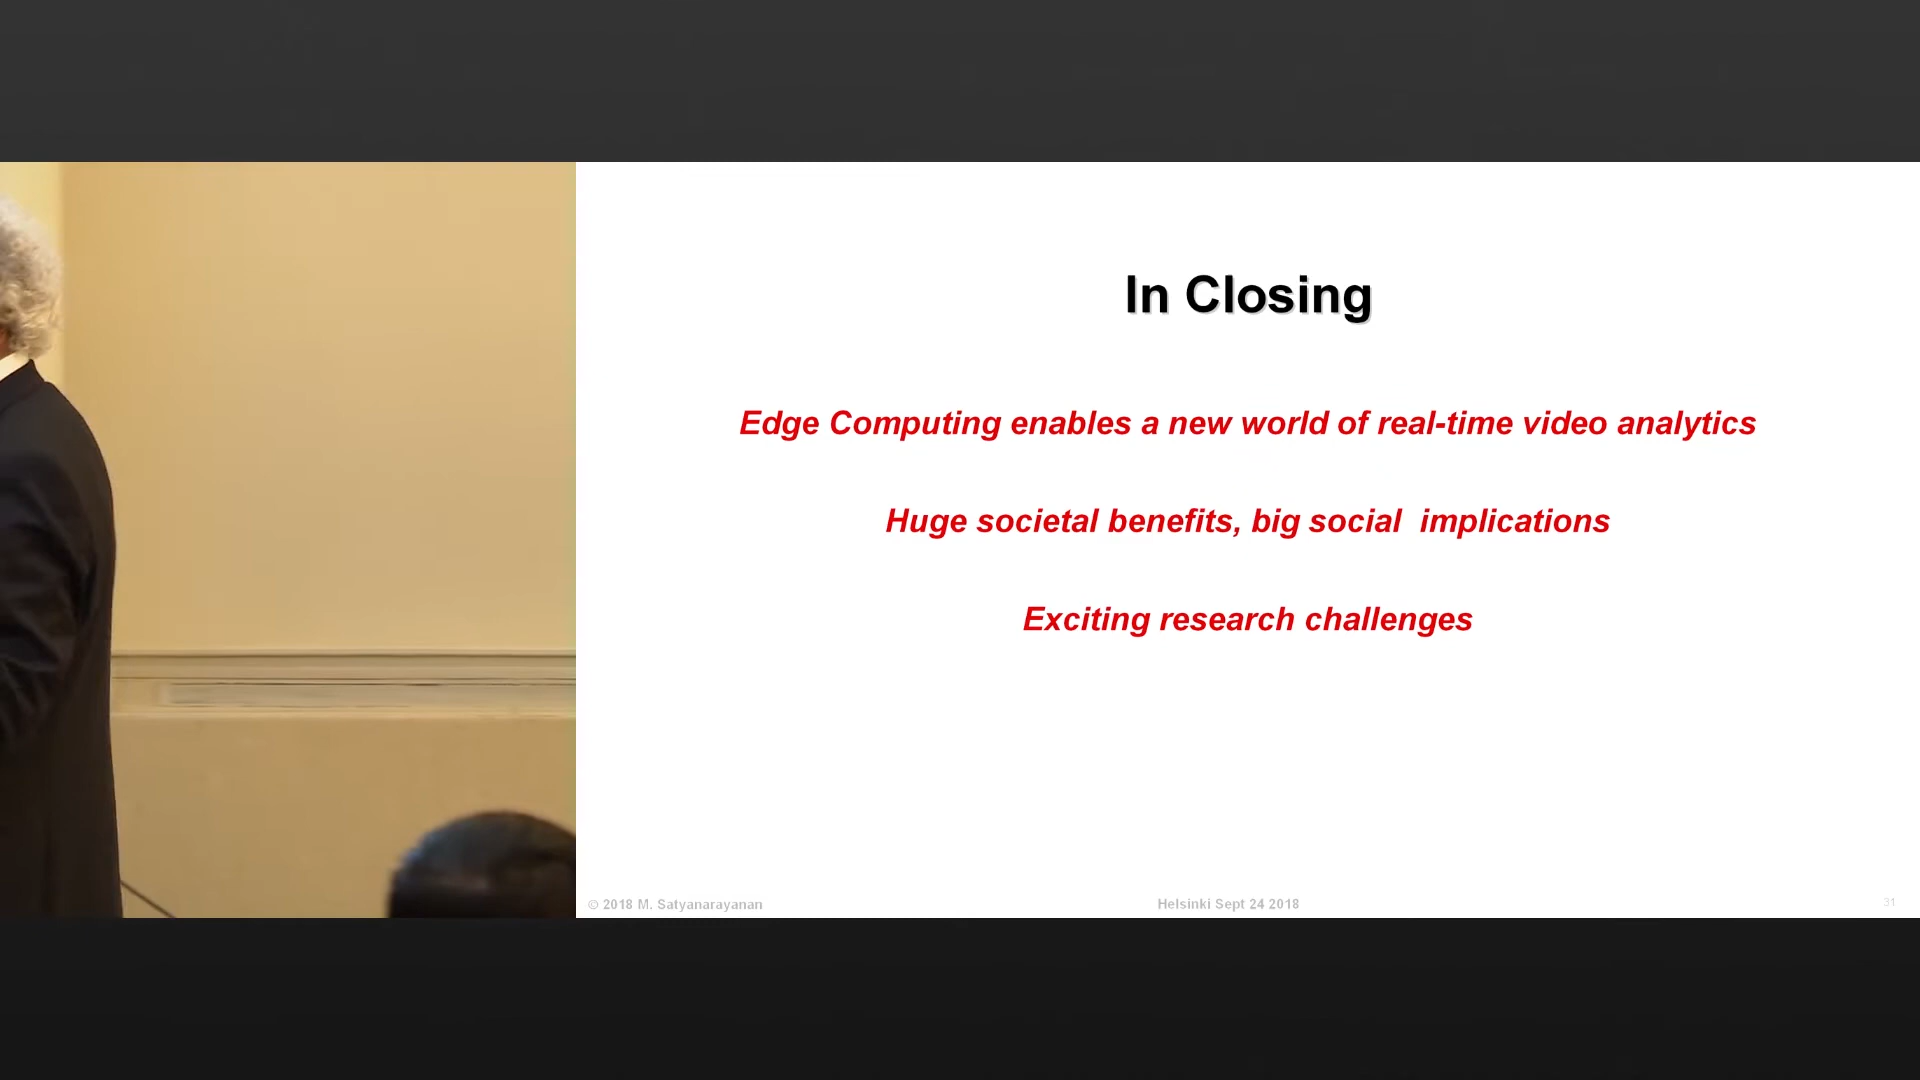 In Closing
Edge Computing enables a new world of real-time video analytics
Huge societal benefits, big social  implications
Exciting research challenges
© 2018 M. Satyanarayanan
Helsinki Sept 24 2018
31